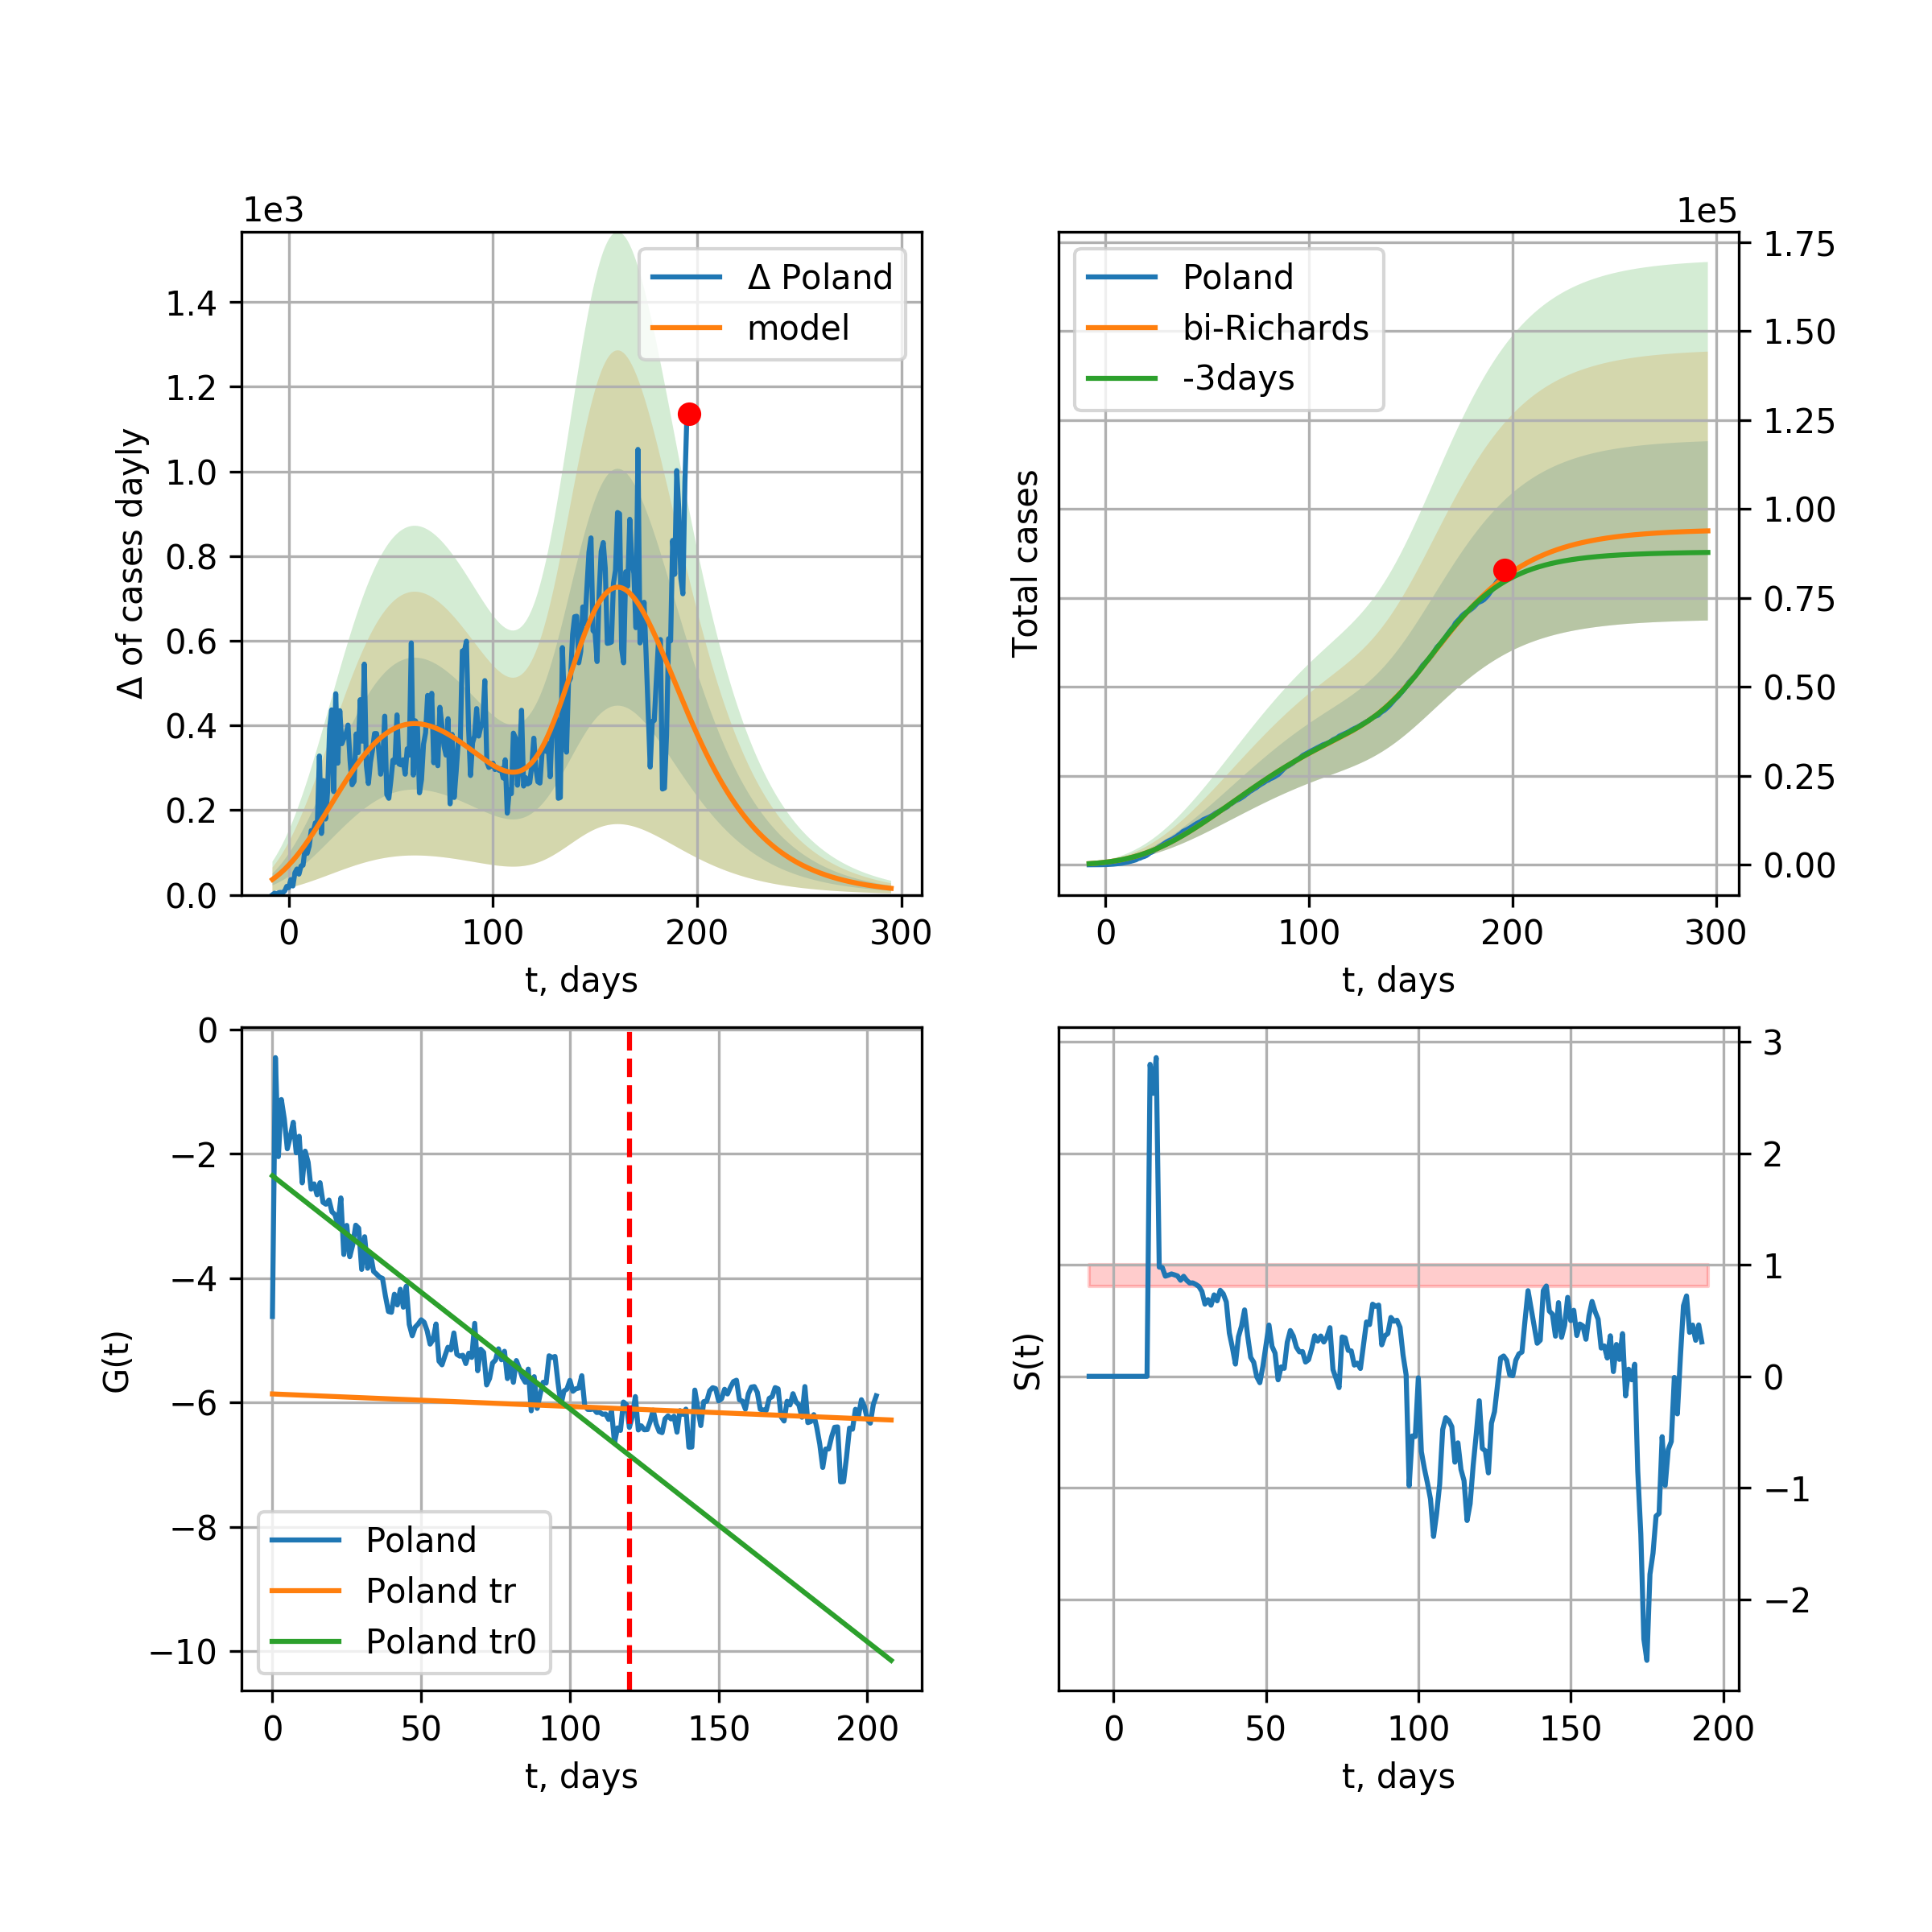 1e3
Δ Poland
model
1.4
1.2
1.0
0.8
0.6
0.4
0.2
0.0
Δ of cases dayly
0 100 200 300
t, days
1e5
Poland
bi-Richards
-3days
1.75
1.50
1.25
1.00
0.75
0.50
0.25
0.00
Total cases
0 100 200 300
t, days
0
−2
−4
−6
−8
−10
G(t)
Poland
Poland tr
Poland tr0
0 50 100 150 200
t, days
3
2
1
0
−1
−2
S(t)
0 50 100 150 200
t, days